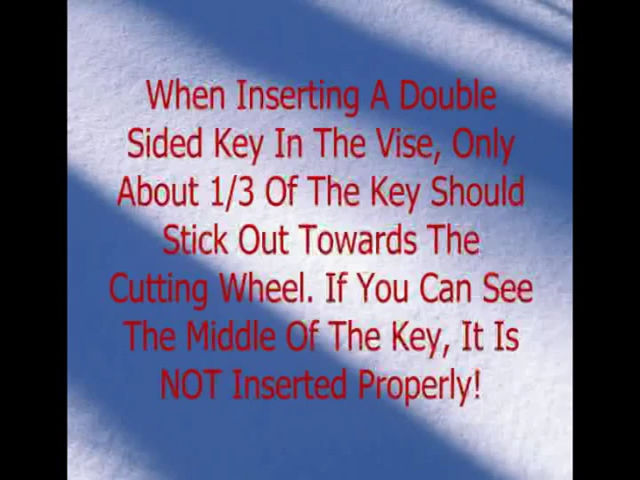 When Inserting A Double
Sided Key In The Vise, Only
About 1/3 Of The Key Should
Stick Out Towards The
Cutting Wheel. If You Can See
The Middle Of The Key, It Is
NOT Inserted Properly!